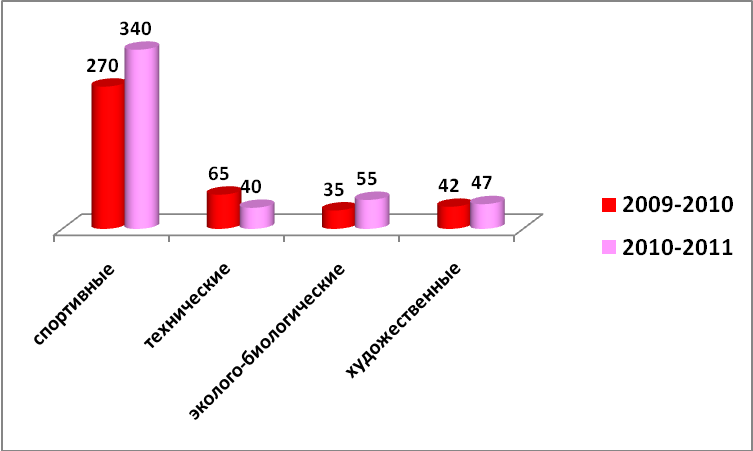 340
270
65
40
35
55
42
47
2009-2010
2010-2011
спортивные
технические
эколого-биологические
художественные